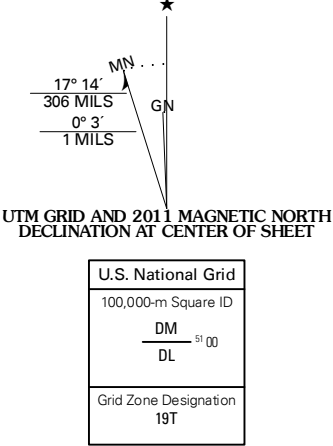 ★
MN
17° 14´
306 MILS
GN
0° 3´
1 MILS
UTM GRID AND 2011 MAGNETIC NORTH
DECLINATION AT CENTER OF SHEET
U.S. National Grid
100,000-m Square ID
DM
51 00
DL
Grid Zone Designation
19T